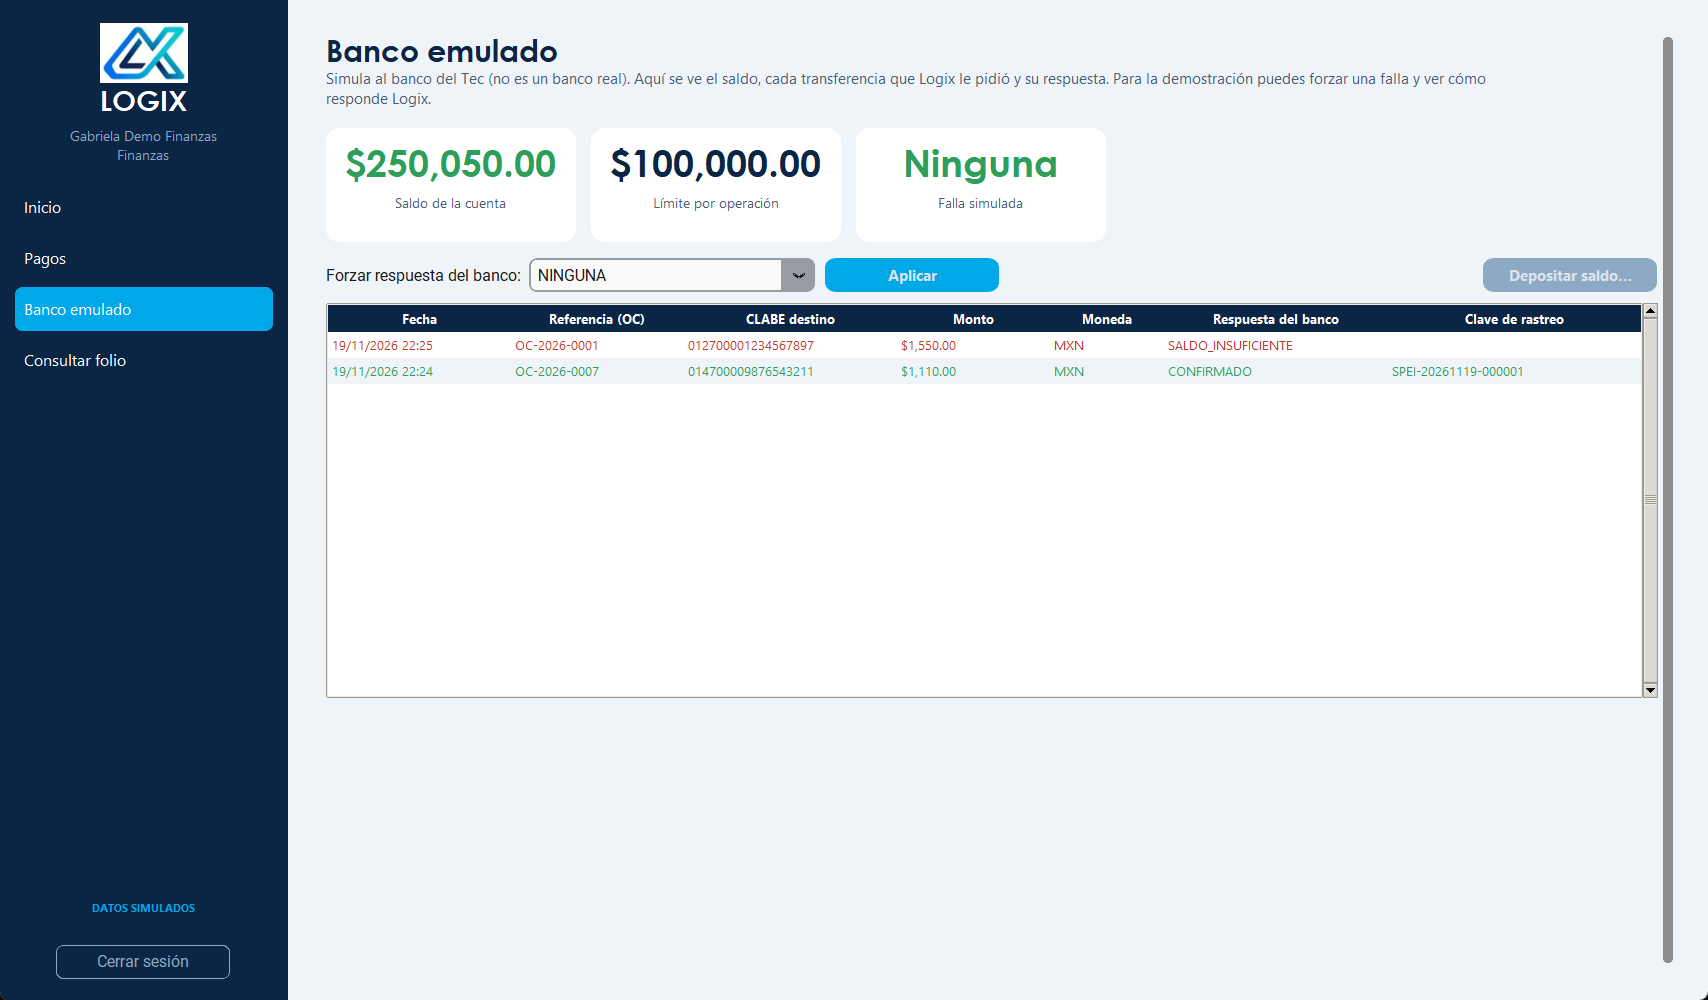 LOGIX
Gabriela Demo Finanzas
Finanzas
Inicio
Pagos
Banco emulado
Consultar folio
DATOS SIMULADOS
Cerrar sesión
Banco emulado
Simula al banco del Tec (no es un banco real). Aquí se ve el saldo, cada transferencia que Logix le pidió y su respuesta. Para la demostración puedes forzar una falla y ver cómo
responde Logix.
$250,050.00
Saldo de la cuenta
$100,000.00
Límite por operación
Ninguna
Falla simulada
Forzar respuesta del banco: NINGUNA Aplicar Depositar saldo...
Fecha Referencia (OC) CLABE destino Monto Moneda Respuesta del banco Clave de rastreo
19/11/2026 22:25 OC-2026-0001 012700001234567897 $1,550.00 MXN SALDO_INSUFICIENTE
19/11/2026 22:24 OC-2026-0007 014700009876543211 $1,110.00 MXN CONFIRMADO SPEI-20261119-000001